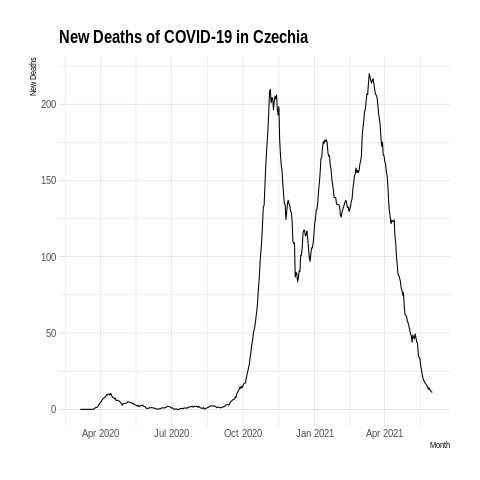 New Deaths of COVID-19 in Czechia
New Deaths
200
150
100
50
0
Apr 2020 Jul 2020 Oct 2020 Jan 2021 Apr 2021
Month